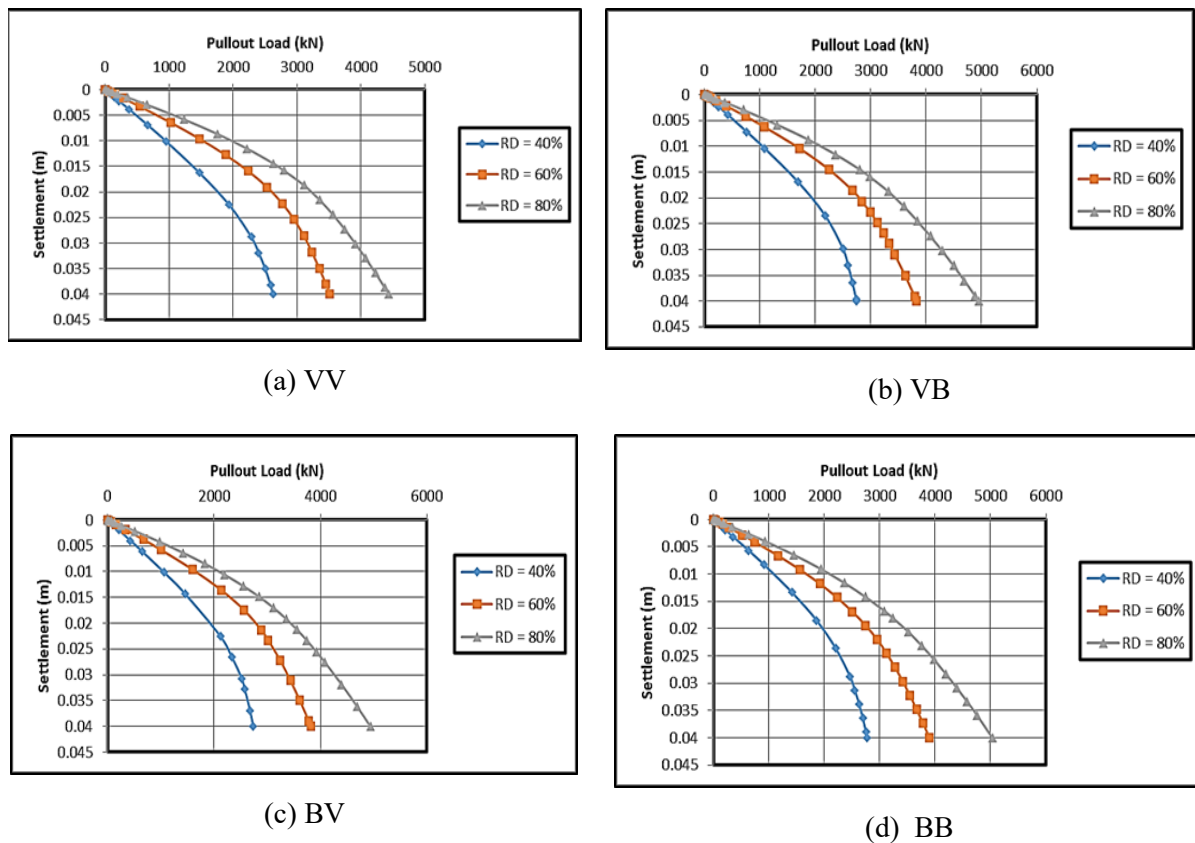 Pullout Load (kN)
0 1000 2000 3000 4000 5000
0
0.005
0.01
0.015
0.02
0.025
0.03
0.035
0.04
0.045
Settlement (m)
RD = 40%
RD = 60%
RD = 80%
(a) VV
Pullout Load (kN)
0 1000 2000 3000 4000 5000 6000
0
0.005
0.01
0.015
0.02
0.025
0.03
0.035
0.04
0.045
Settlement (m)
RD = 40%
RD = 60%
RD = 80%
(b) VB
Pullout Load (kN)
0 2000 4000 6000
0
0.005
0.01
0.015
0.02
0.025
0.03
0.035
0.04
0.045
Settlement (m)
RD = 40%
RD = 60%
RD = 80%
(c) BV
Pullout Load (kN)
0 1000 2000 3000 4000 5000 6000
0
0.005
0.01
0.015
0.02
0.025
0.03
0.035
0.04
0.045
Settlement (m)
RD = 40%
RD = 60%
RD = 80%
(d) BB